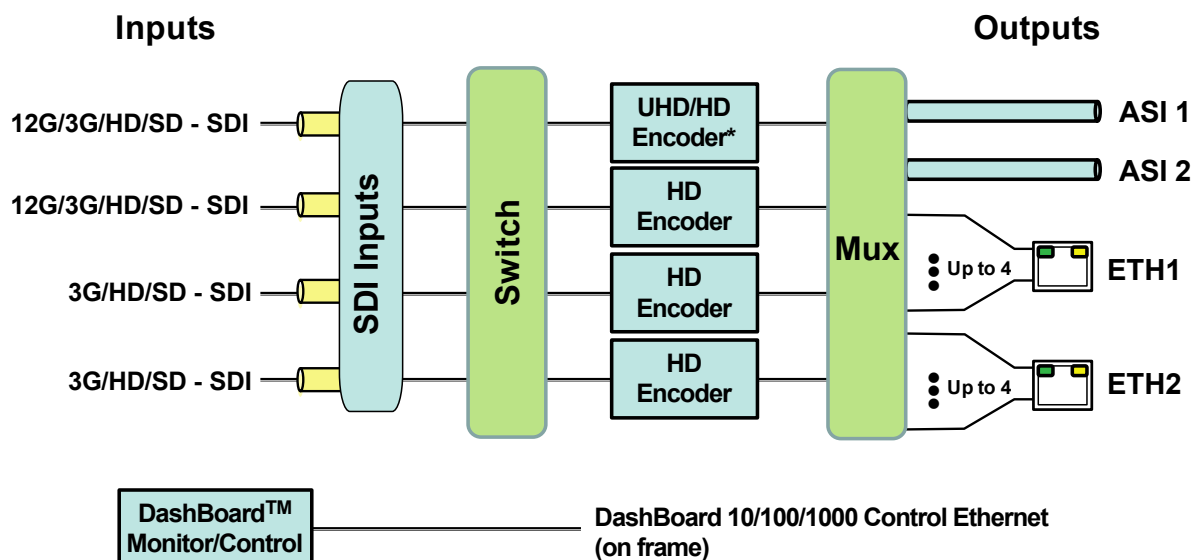 Inputs
Outputs
12G/3G/HD/SD - SDI
12G/3G/HD/SD - SDI
3G/HD/SD - SDI
3G/HD/SD - SDI
SDI Inputs
Switch
UHD/HD
Encoder*
HD
Encoder
HD
Encoder
HD
Encoder
Mux
ASI 1
ASI 2
Up to 4
ETH1
Up to 4
ETH2
DashBoard™
Monitor/Control
DashBoard 10/100/1000 Control Ethernet
(on frame)